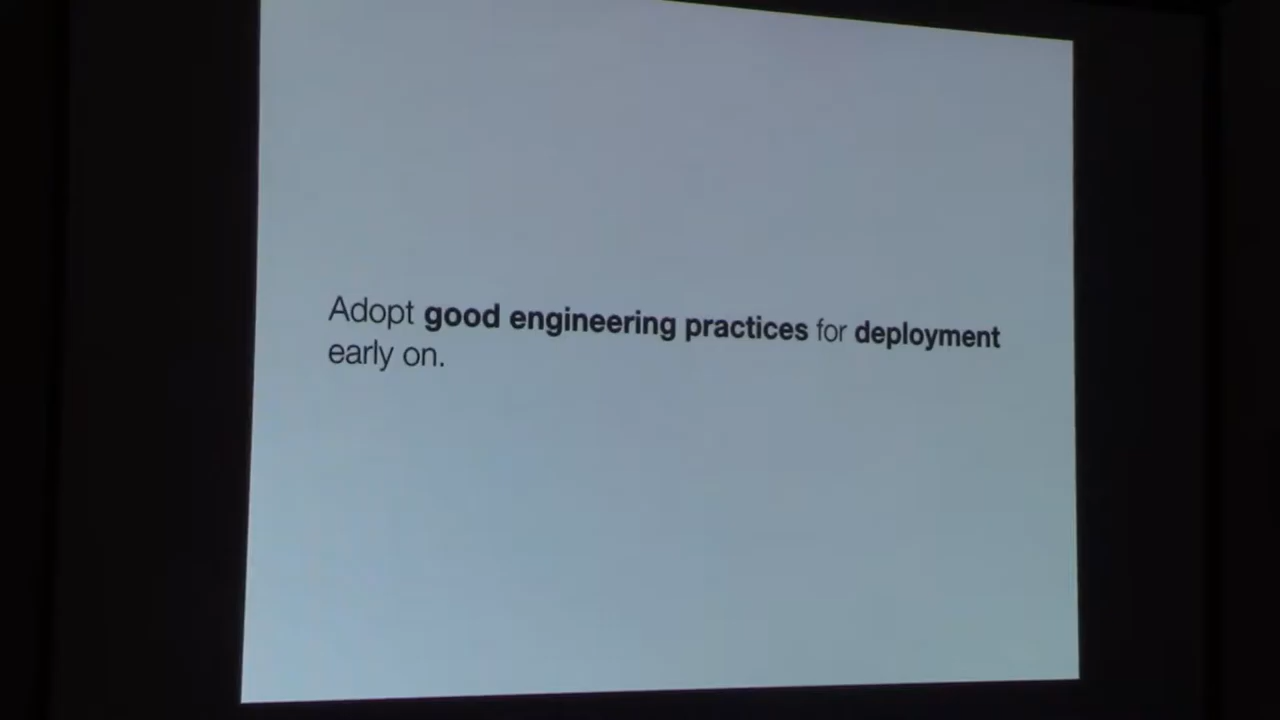 Adopt good engineering practices for deployment
early on.